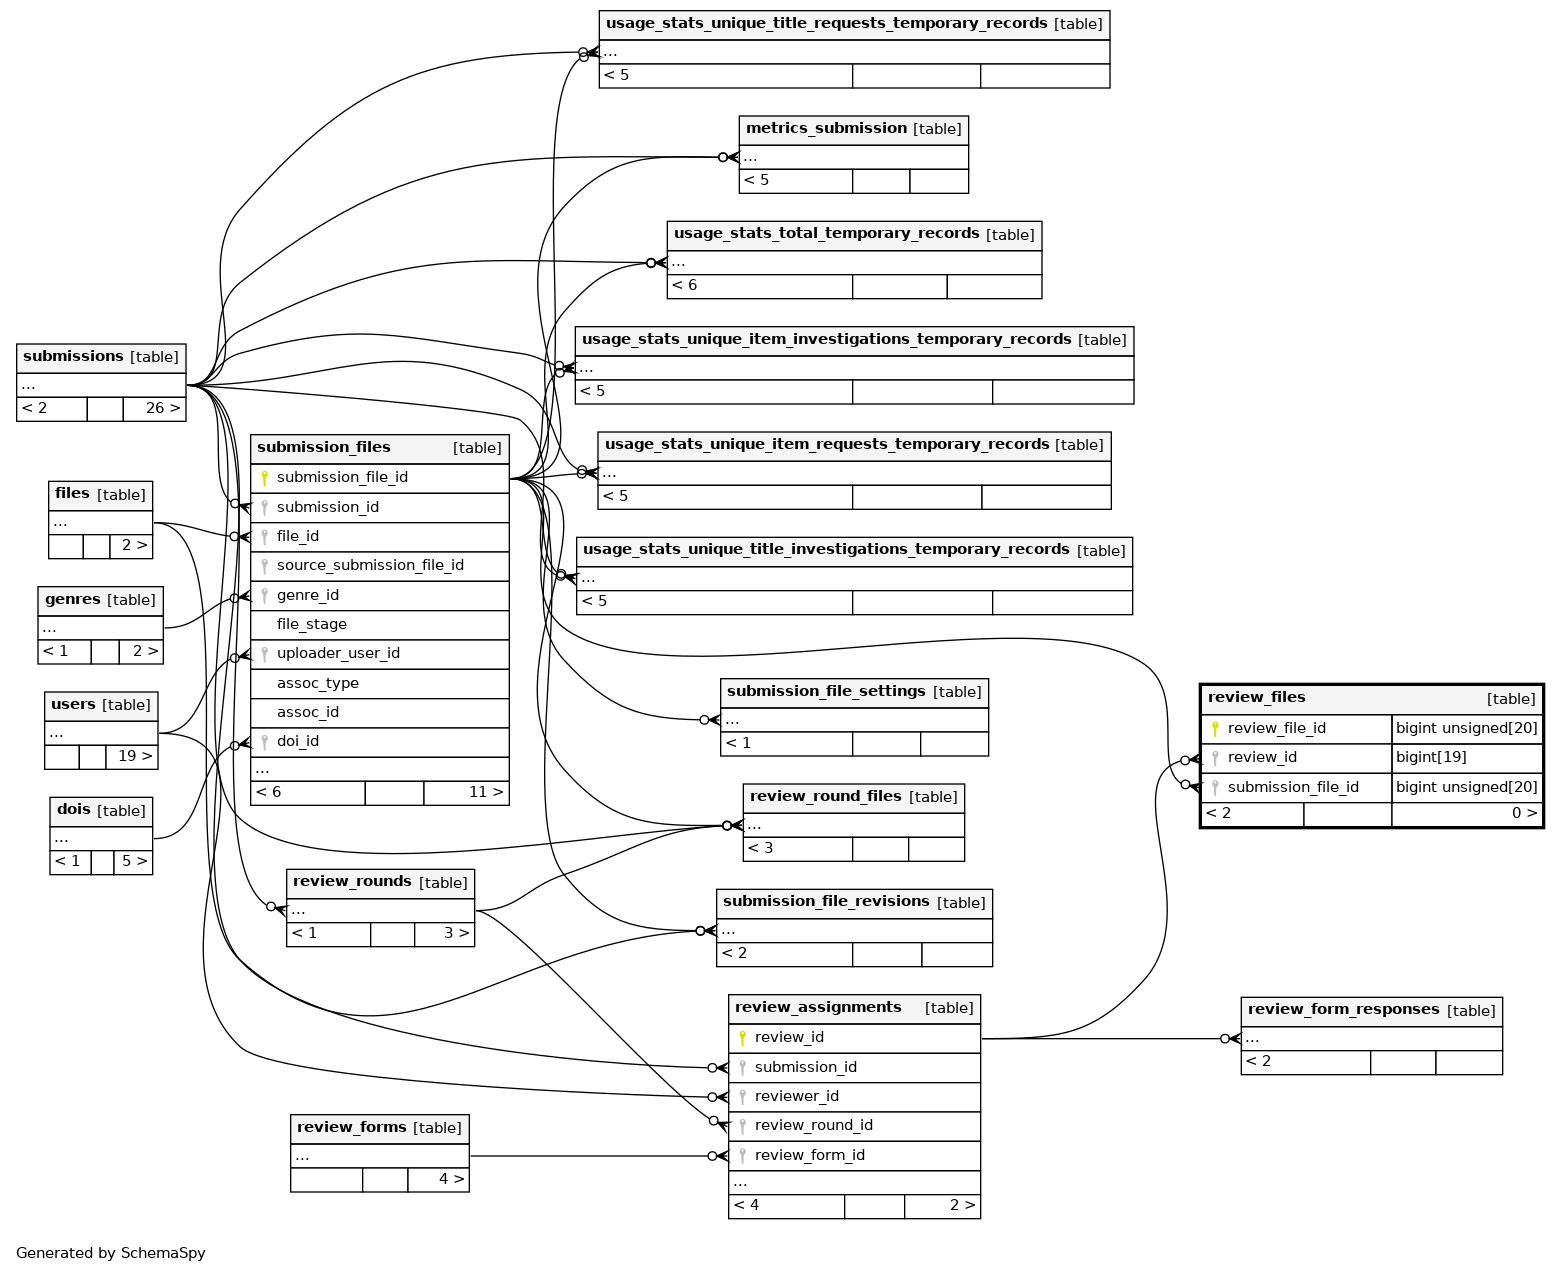 usage_stats_unique_title_requests_temporary_records [table]
...
< 5
metrics_submission [table]
...
< 5
usage_stats_total_temporary_records [table]
...
< 6
usage_stats_unique_item_investigations_temporary_records [table]
...
< 5
submissions [table]
...
< 2 26 >
usage_stats_unique_item_requests_temporary_records [table]
...
< 5
submission_files [table]
submission_file_id
submission_id
file_id
source_submission_file_id
genre_id
file_stage
uploader_user_id
assoc_type
assoc_id
doi_id
...
< 6 11 >
files [table]
...
2 >
usage_stats_unique_title_investigations_temporary_records [table]
...
< 5
genres [table]
...
< 1 2 >
submission_file_settings [table]
...
< 1
review_files [table]
review_file_id bigint unsigned[20]
review_id bigint[19]
submission_file_id bigint unsigned[20]
< 2 0 >
users [table]
...
19 >
review_round_files [table]
...
< 3
dois [table]
...
< 1 5 >
review_rounds [table]
...
< 1 3 >
submission_file_revisions [table]
...
< 2
review_assignments [table]
review_id
submission_id
reviewer_id
review_round_id
review_form_id
...
< 4 2 >
review_form_responses [table]
...
< 2
review_forms [table]
...
4 >
Generated by SchemaSpy